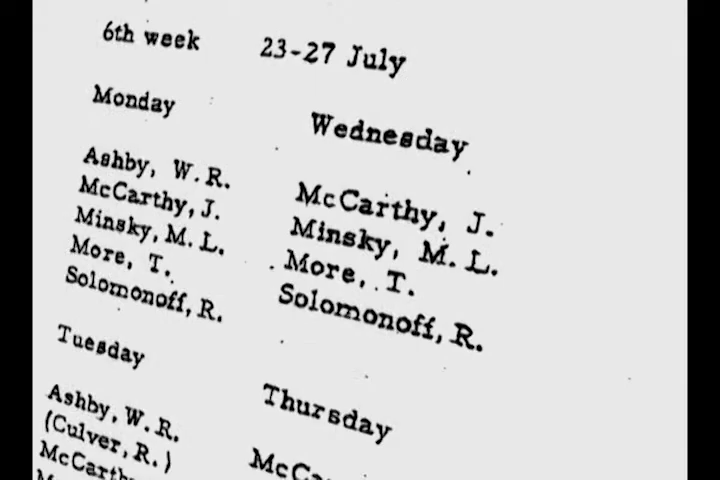 6th week 23-27 July
Monday
Ashby, W.R.
McCarthy, J.
Minsky, M. L.
More, T.
Solomonoff, R.
Tuesday
Ashby, W.R.
(Culver, R.)
Wednesday
McCarthy, J.
Minsky, M. L.
More, T.
Solomonoff, R.
Thursday